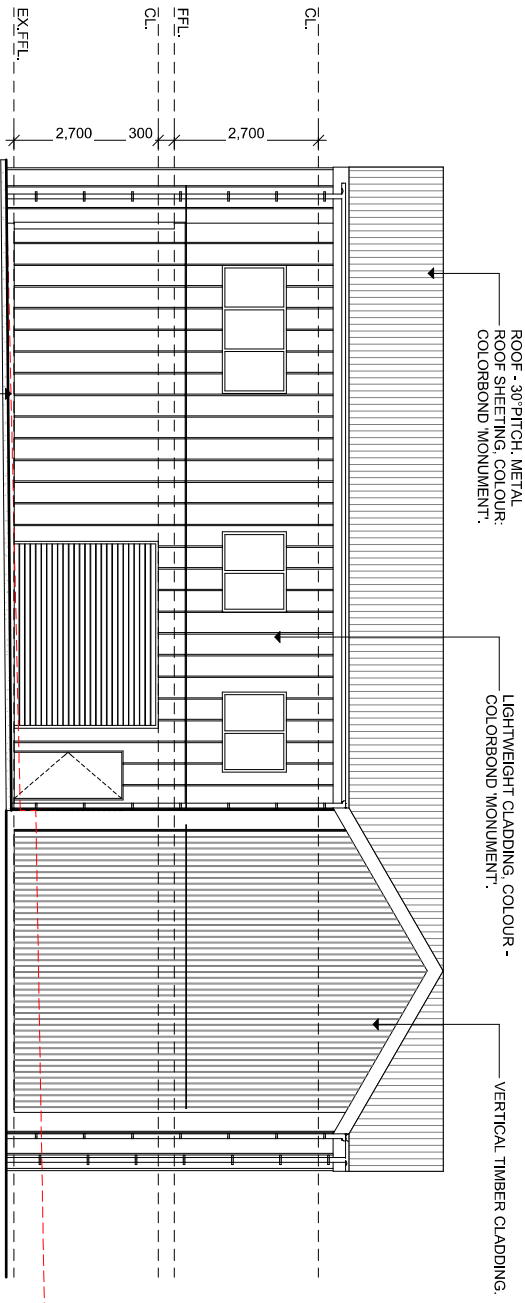 ROOF - 30°PITCH. METAL
ROOF SHEETING, COLOUR:
COLORBOND 'MONUMENT'.
LIGHTWEIGHT CLADDING, COLOUR -
COLORBOND 'MONUMENT'.
VERTICAL TIMBER CLADDING.
CL.
FFL.
CL.
EX.FFL.
2,700
300
2,700